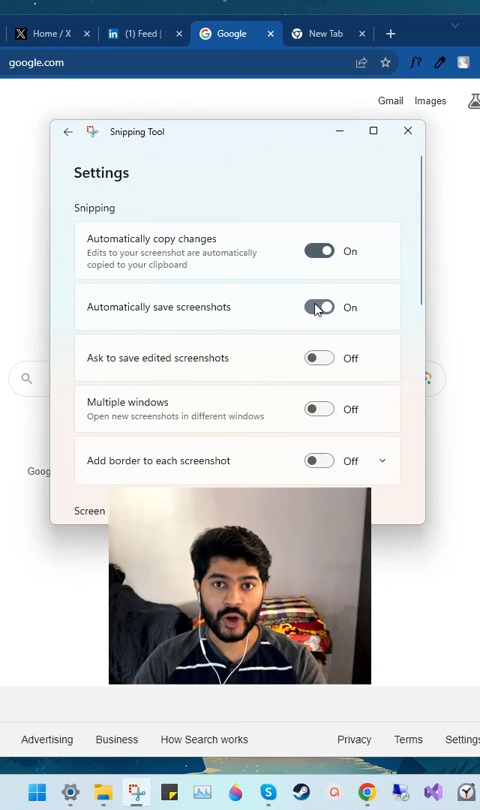 Home / X
(1) Feed |
Google
New Tab
google.com
f?
Gmail
Images
Snipping Tool
Settings
Snipping
Automatically copy changes
Edits to your screenshot are automatically
copied to your clipboard
On
Automatically save screenshots
On
Ask to save edited screenshots
Off
Multiple windows
Open new screenshots in different windows
Off
Add border to each screenshot
Off
Goog
Screen
Advertising
Business
How Search works
Privacy
Terms
Settings